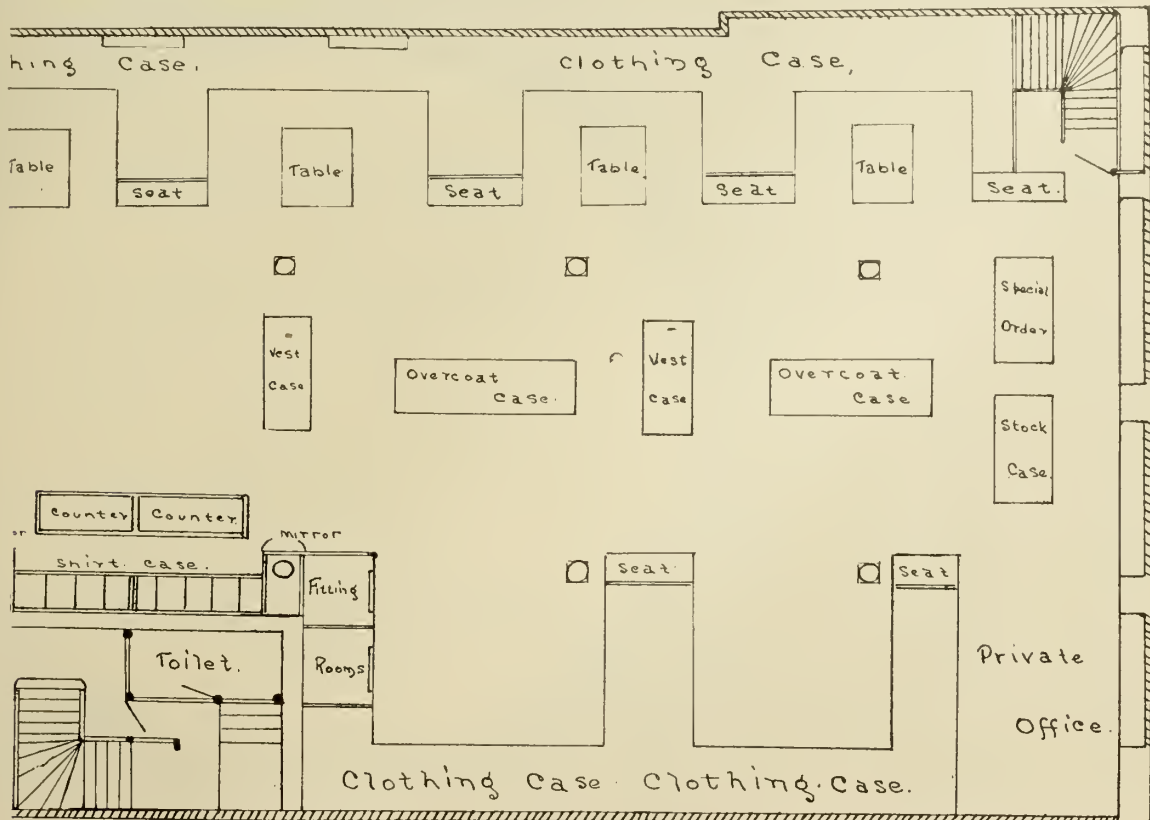 hing Case.
Clothing Case,
Table
Seat
Table
Seat
Table
Seat
Table
Seat.
Special
Order
Vest
Case
Overcoat
Case.
Vest
Case
Overcoat.
Case
Stock
Case.
Counter
Counter
or
Mirror
Shirt. Case.
Fitting
Rooms
Seat.
Seat
Toilet.
Private
Office.
Clothing Case. Clothing. Case.